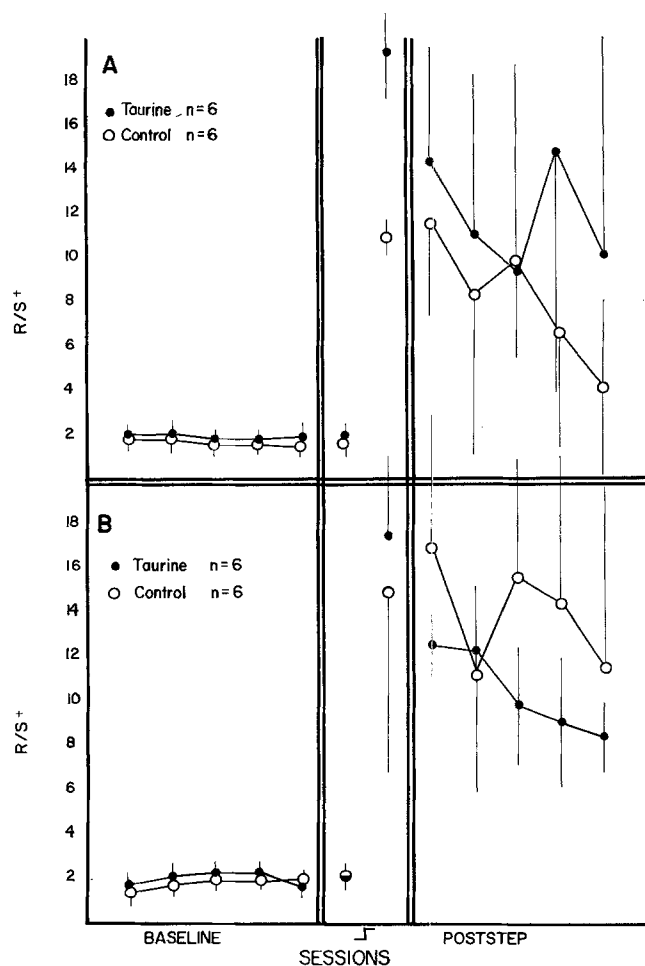 A
● Taurine n=6
○ Control n=6
18
16
14
12
10
8
6
4
2
R/S+
B
● Taurine n=6
○ Control n=6
18
16
14
12
10
8
6
4
2
R/S+
BASELINE
POSTSTEP
SESSIONS